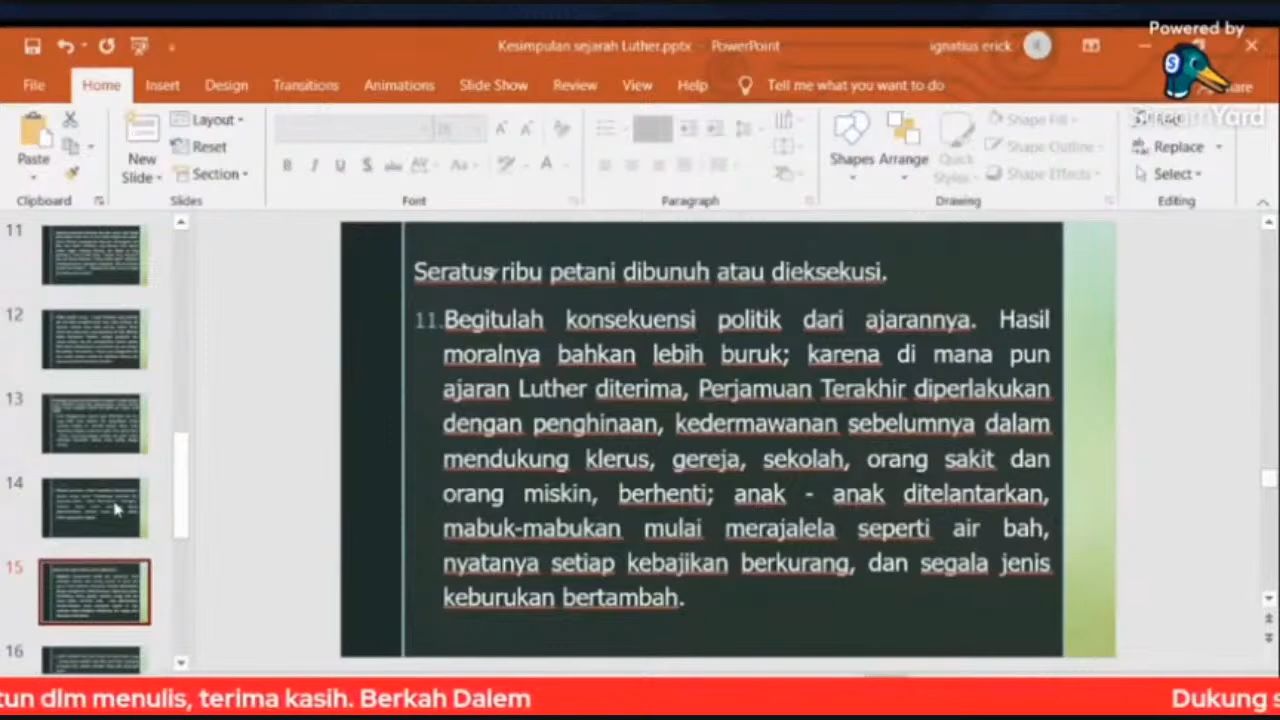 Powered by
Kesimpulan sejarah Luther.pptx - PowerPoint
ignatius erick
File Home Insert Design Transitions Animations Slide Show Review View Help Tell me what you want to do
StreamYard
Paste
New
Slide
Layout
Reset
Section
Shapes
Arrange
Quick
Styles
Shape Fill
Shape Outline
Shape Effects
Replace
Select
Clipboard
Slides
Font
Paragraph
Drawing
Editing
11
12
13
14
15
16
Seratus ribu petani dibunuh atau dieksekusi.
11. Begitulah konsekuensi politik dari ajarannya. Hasil
moralnya bahkan lebih buruk; karena di mana pun
ajaran Luther diterima, Perjamuan Terakhir diperlakukan
dengan penghinaan, kedermawanan sebelumnya dalam
mendukung klerus, gereja, sekolah, orang sakit dan
orang miskin, berhenti; anak - anak ditelantarkan,
mabuk-mabukan mulai merajalela seperti air bah,
nyatanya setiap kebajikan berkurang, dan segala jenis
keburukan bertambah.
tun dlm menulis, terima kasih. Berkah Dalem
Dukung s